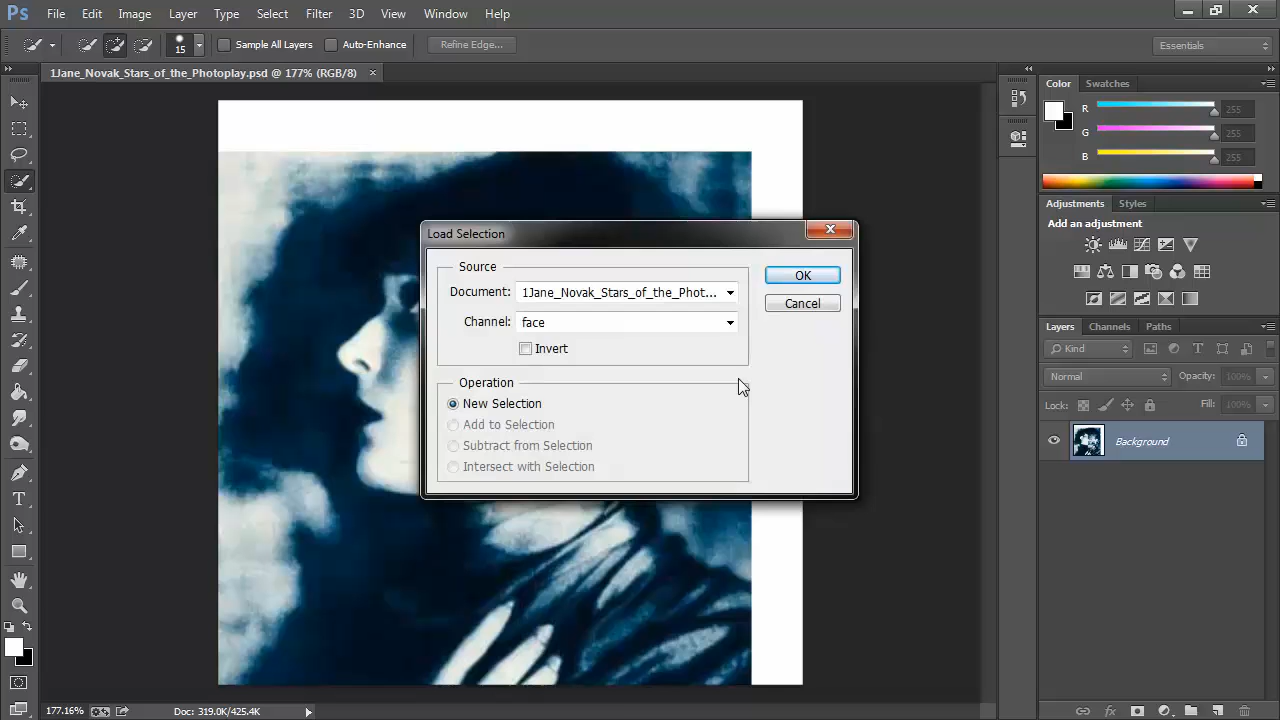 Ps File Edit Image Layer Type Select Filter 3D View Window Help
15 Sample All Layers Auto-Enhance Refine Edge... Essentials
1Jane_Novak_Stars_of_the_Photoplay.psd @ 177% (RGB/8) ×
Color Swatches
R 255
G 255
B 255
Adjustments Styles
Add an adjustment
Layers Channels Paths
Kind
Normal Opacity: 100%
Lock: Fill: 100%
Background
Load Selection
Source
Document: 1Jane_Novak_Stars_of_the_Phot...
Channel: face
Invert
OK
Cancel
Operation
New Selection
Add to Selection
Subtract from Selection
Intersect with Selection
177.16% Doc: 319.0K/425.4K